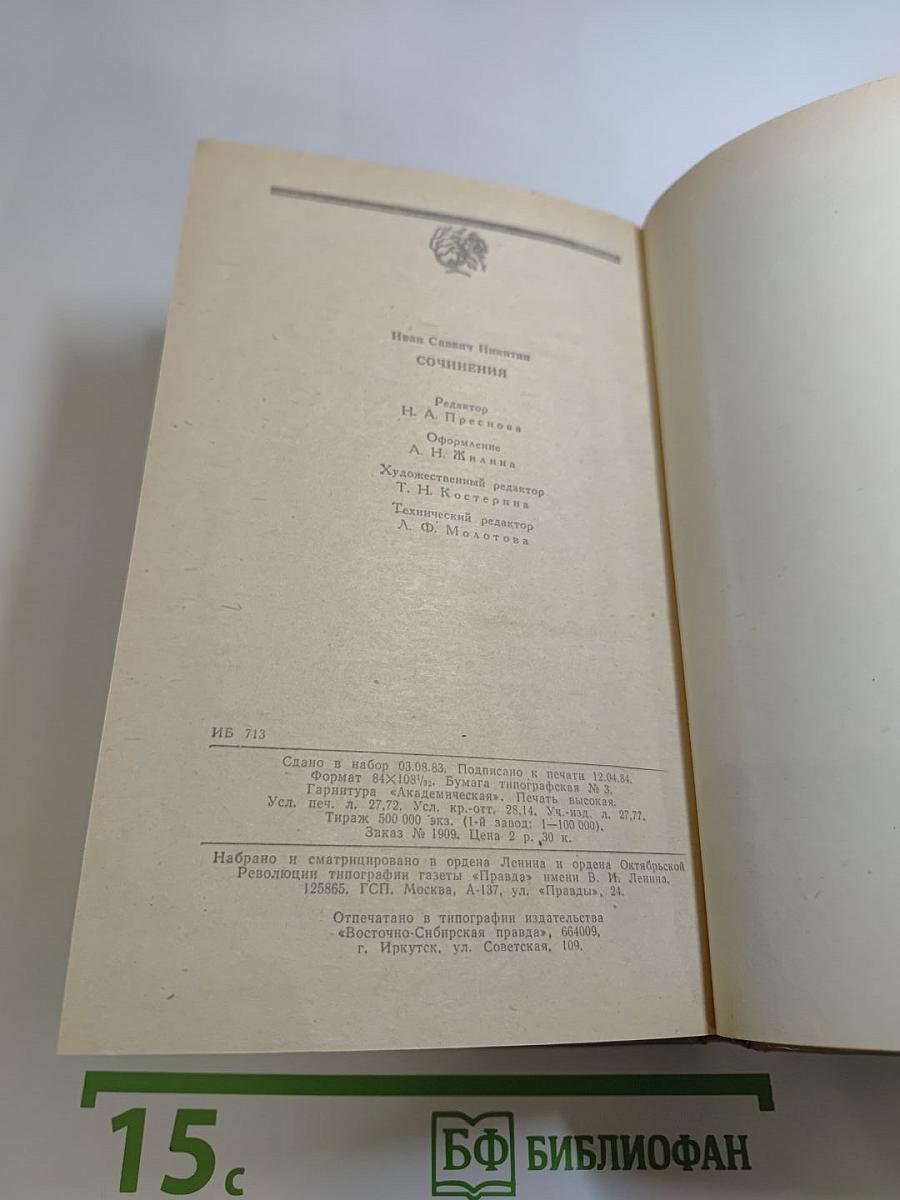 Иван Саввич Никитин
СОЧИНЕНИЯ
Редактор
Н. А. Преснова
Оформление
А. Н. Жилина
Художественный редактор
Т. Н. Костерина
Технический редактор
Л. Ф. Молотова
ИБ 713
Сдано в набор 03.08.83. Подписано к печати 12.04.84.
Формат 84×108 1/32. Бумага типографская № 3.
Гарнитура «Академическая». Печать высокая.
Усл. печ. л. 27,72. Усл. кр.-отт. 28,14. Уч.-изд. л. 27,77.
Тираж 500 000 экз. (1-й завод: 1—100 000).
Заказ № 1909. Цена 2 р. 30 к.
Набрано и сматрицировано в ордена Ленина и ордена Октябрьской
Революции типографии газеты «Правда» имени В. И. Ленина.
125865. ГСП. Москва, А-137, ул. «Правды», 24.
Отпечатано в типографии издательства
«Восточно-Сибирская правда», 664009,
г. Иркутск, ул. Советская, 109.
15 с
БФ БИБЛИОФАН